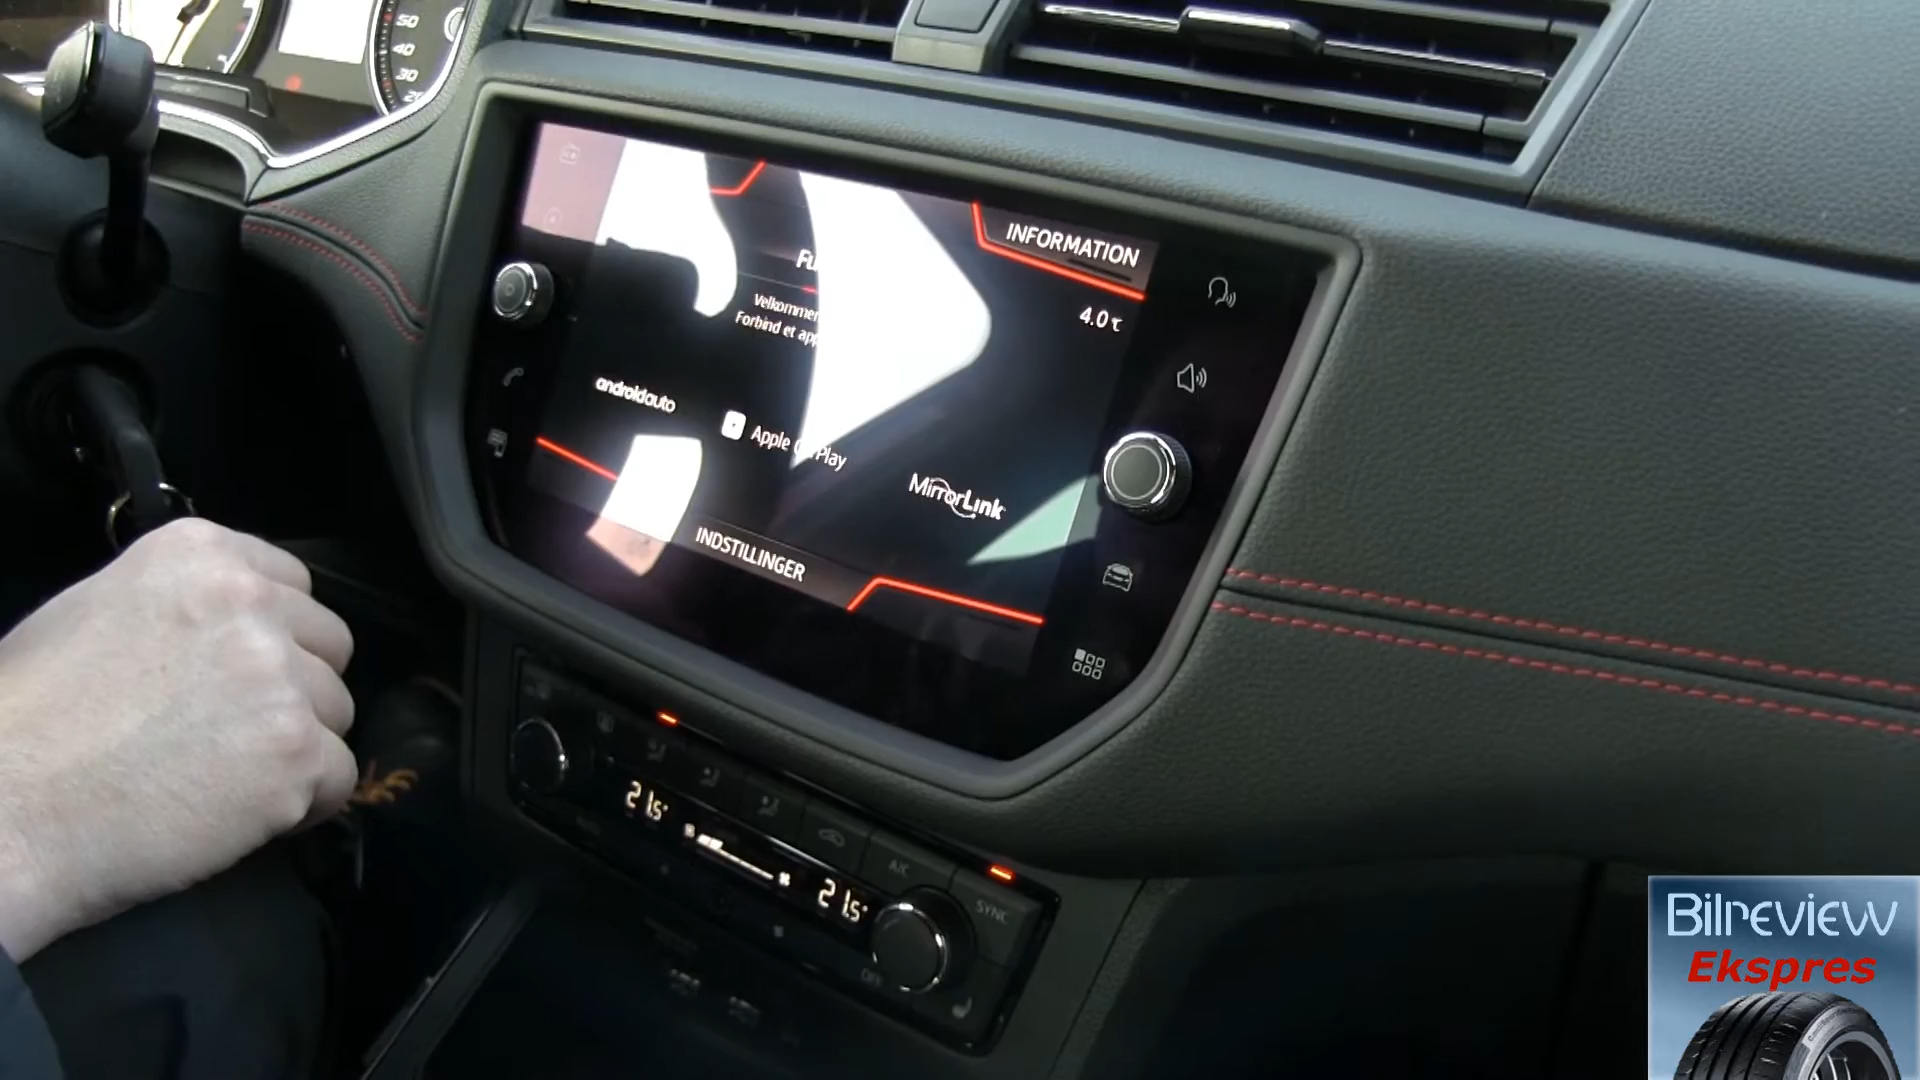 50
40
30
INFORMATION
4.0°C
Velkommen
Forbind et
androidauto
Apple CarPlay
MirrorLink
INDSTILLINGER
21.5°
21.5°
A/C
SYNC
OFF
Bilreview
Ekspres